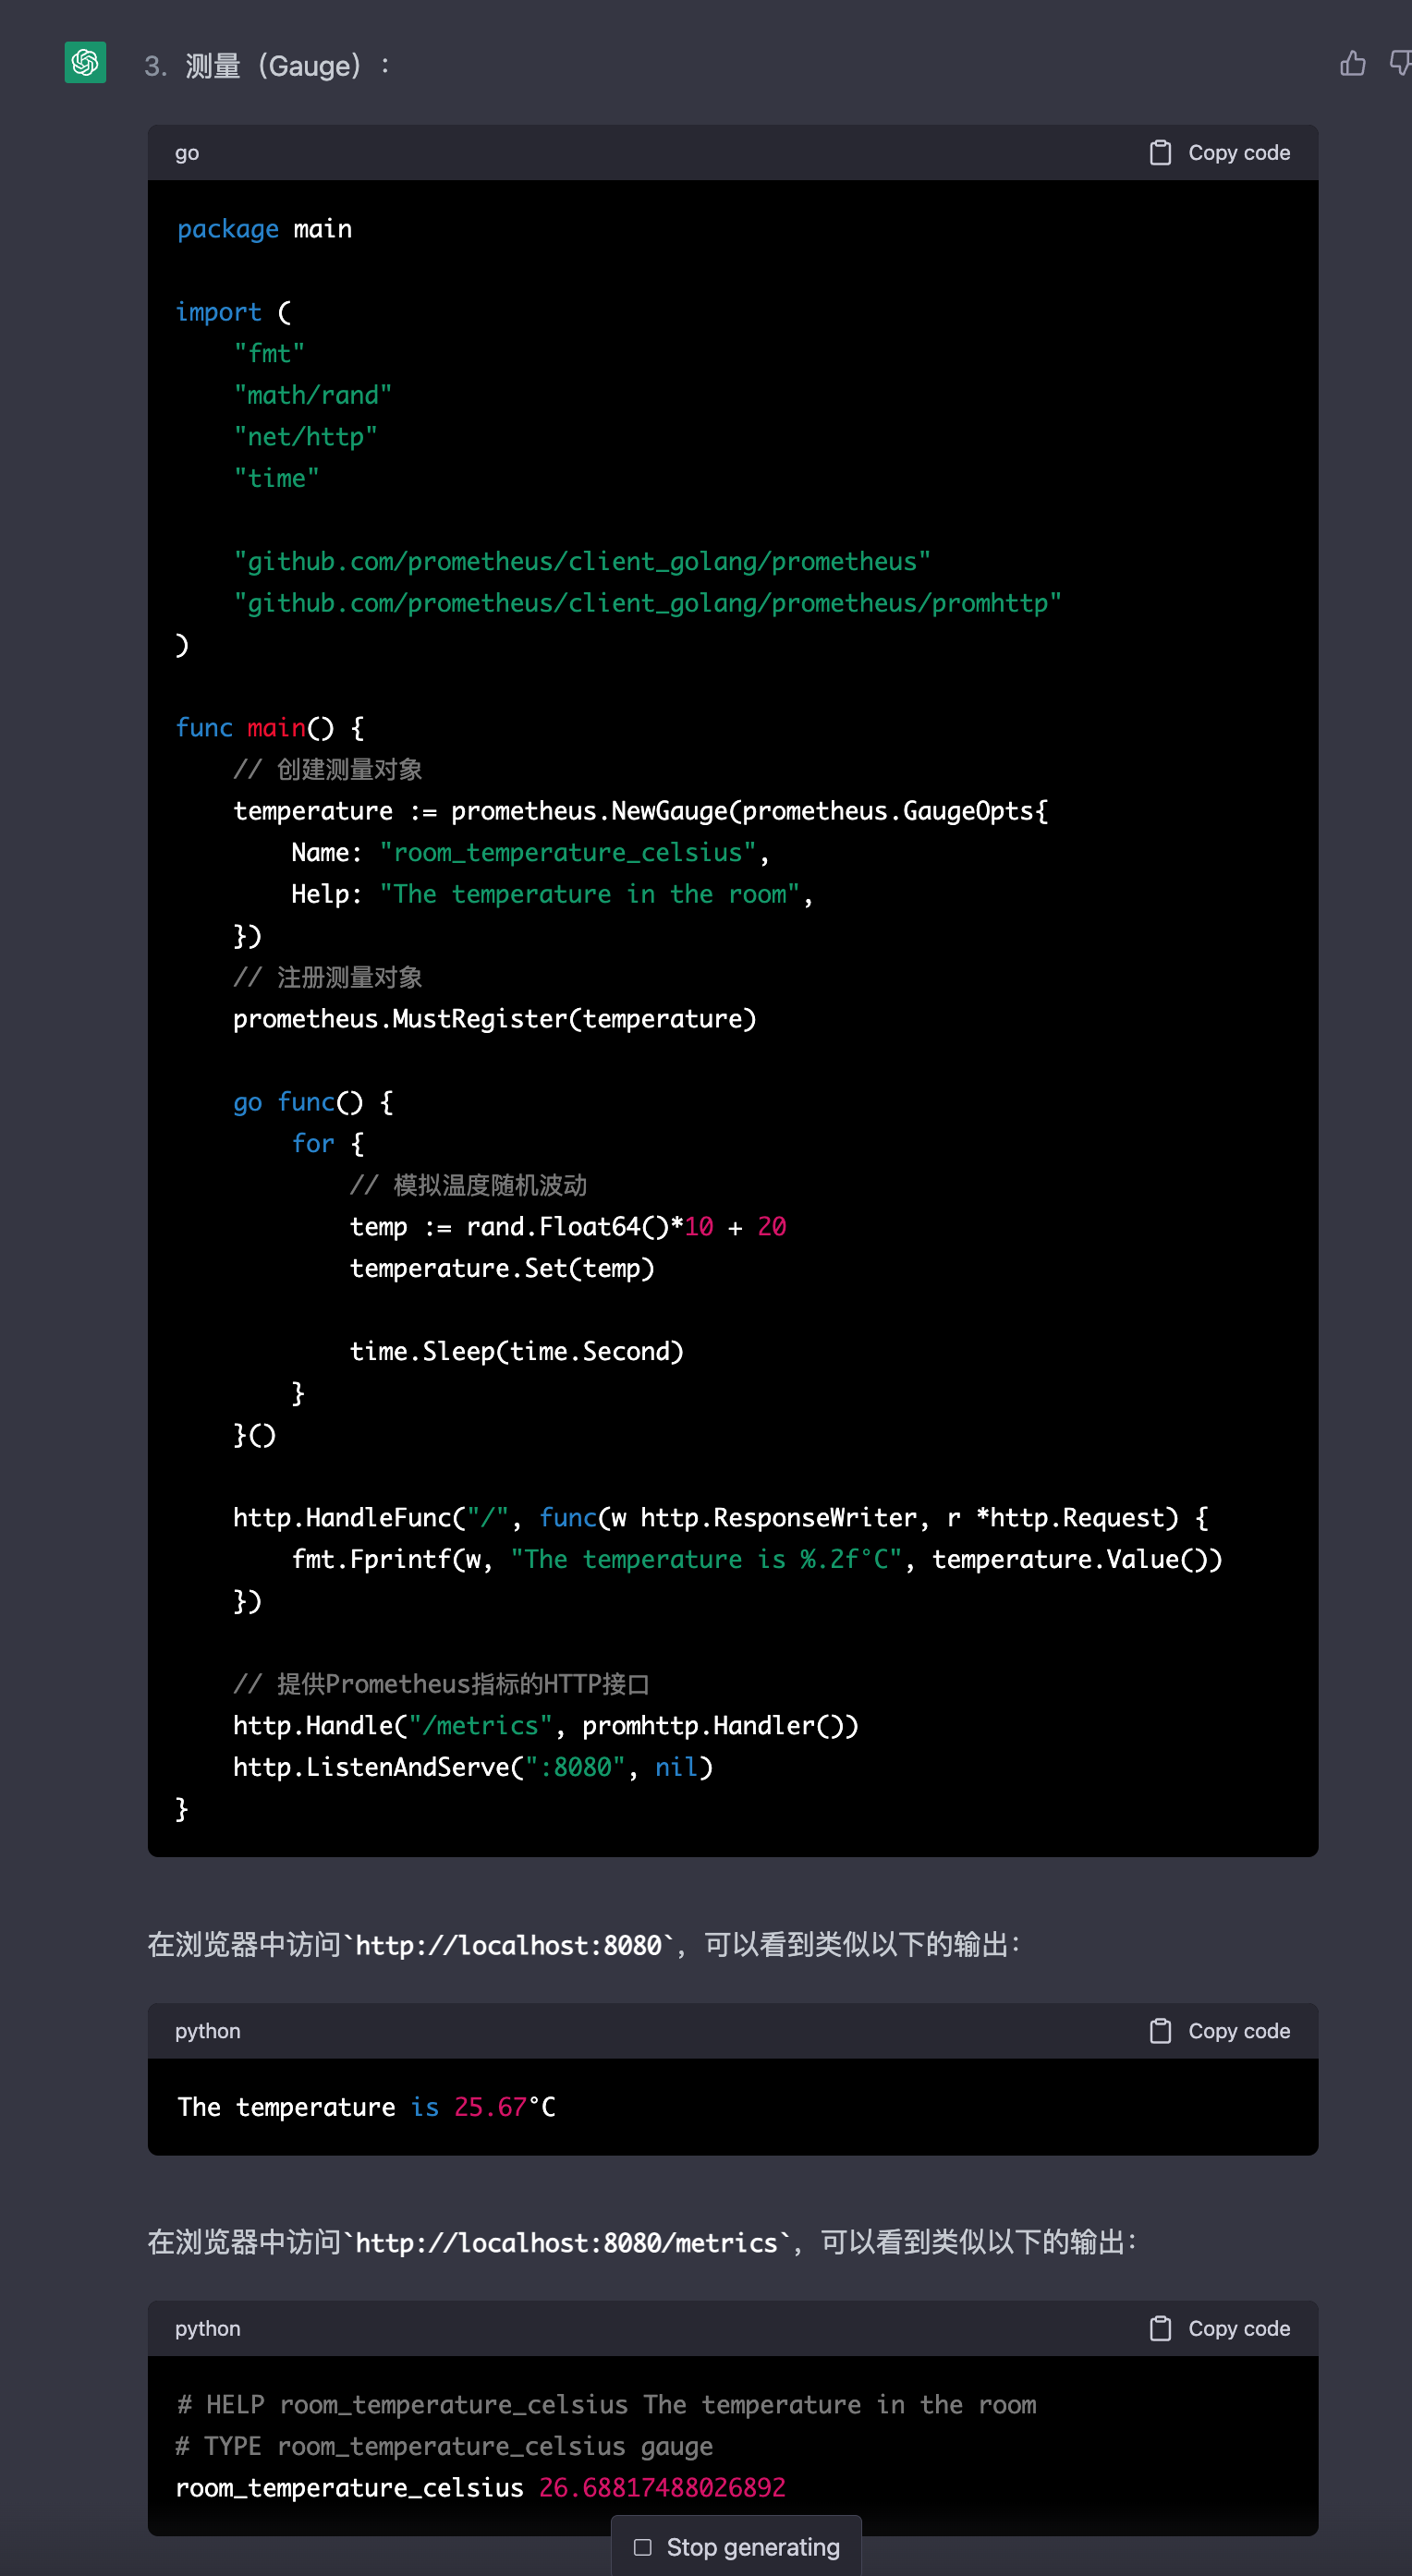 3. 测量（Gauge）：
go
Copy code
package main
import (
"fmt"
"math/rand"
"net/http"
"time"
"github.com/prometheus/client_golang/prometheus"
"github.com/prometheus/client_golang/prometheus/promhttp"
)
func main() {
// 创建测量对象
temperature := prometheus.NewGauge(prometheus.GaugeOpts{
Name: "room_temperature_celsius",
Help: "The temperature in the room",
})
// 注册测量对象
prometheus.MustRegister(temperature)
go func() {
for {
// 模拟温度随机波动
temp := rand.Float64()*10 + 20
temperature.Set(temp)
time.Sleep(time.Second)
}
}()
http.HandleFunc("/", func(w http.ResponseWriter, r *http.Request) {
fmt.Fprintf(w, "The temperature is %.2f°C", temperature.Value())
})
// 提供Prometheus指标的HTTP接口
http.Handle("/metrics", promhttp.Handler())
http.ListenAndServe(":8080", nil)
}
在浏览器中访问`http://localhost:8080`，可以看到类似以下的输出：
python
Copy code
The temperature is 25.67°C
在浏览器中访问`http://localhost:8080/metrics`，可以看到类似以下的输出：
python
Copy code
# HELP room_temperature_celsius The temperature in the room
# TYPE room_temperature_celsius gauge
room_temperature_celsius 26.68817488026892
Stop generating